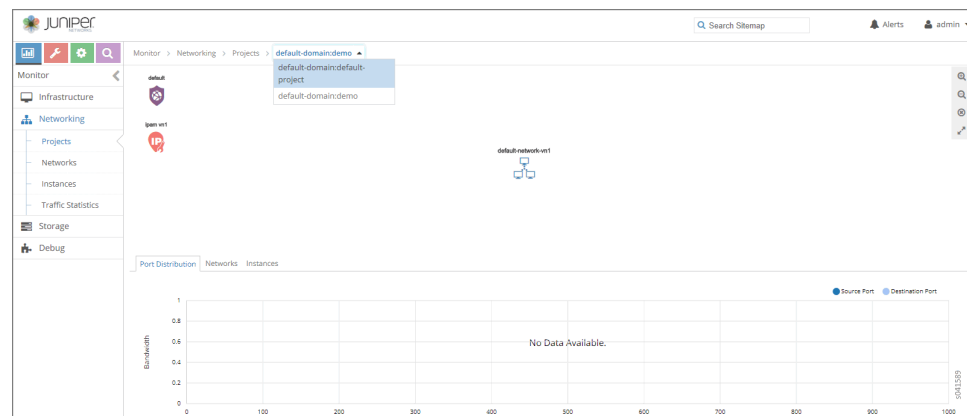 JUNIPER
NETWORKS
Search Sitemap
Alerts
admin
Monitor > Networking > Projects > default-domain:demo
default-domain:default-
project
default-domain:demo
Monitor
Infrastructure
Networking
Projects
Networks
Instances
Traffic Statistics
Storage
Debug
default
ipam vn1
IP
default-network-vn1
Port Distribution Networks Instances
Source Port Destination Port
Bandwidth
1
0.8
0.6
0.4
0.2
0
No Data Available.
0 100 200 300 400 500 600 700 800 900 1000
s041589